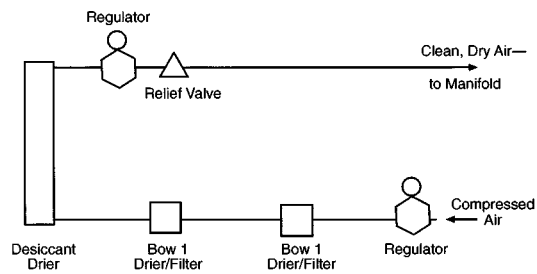 Regulator
Clean, Dry Air—
to Manifold
Relief Valve
Compressed
Air
Desiccant
Drier
Bow 1
Drier/Filter
Bow 1
Drier/Filter
Regulator